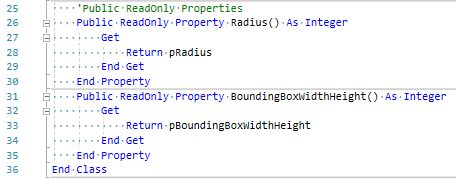 25 'Public ReadOnly Properties
26 Public ReadOnly Property Radius() As Integer
27 Get
28 Return pRadius
29 End Get
30 End Property
31 Public ReadOnly Property BoundingBoxWidthHeight() As Integer
32 Get
33 Return pBoundingBoxWidthHeight
34 End Get
35 End Property
36 End Class